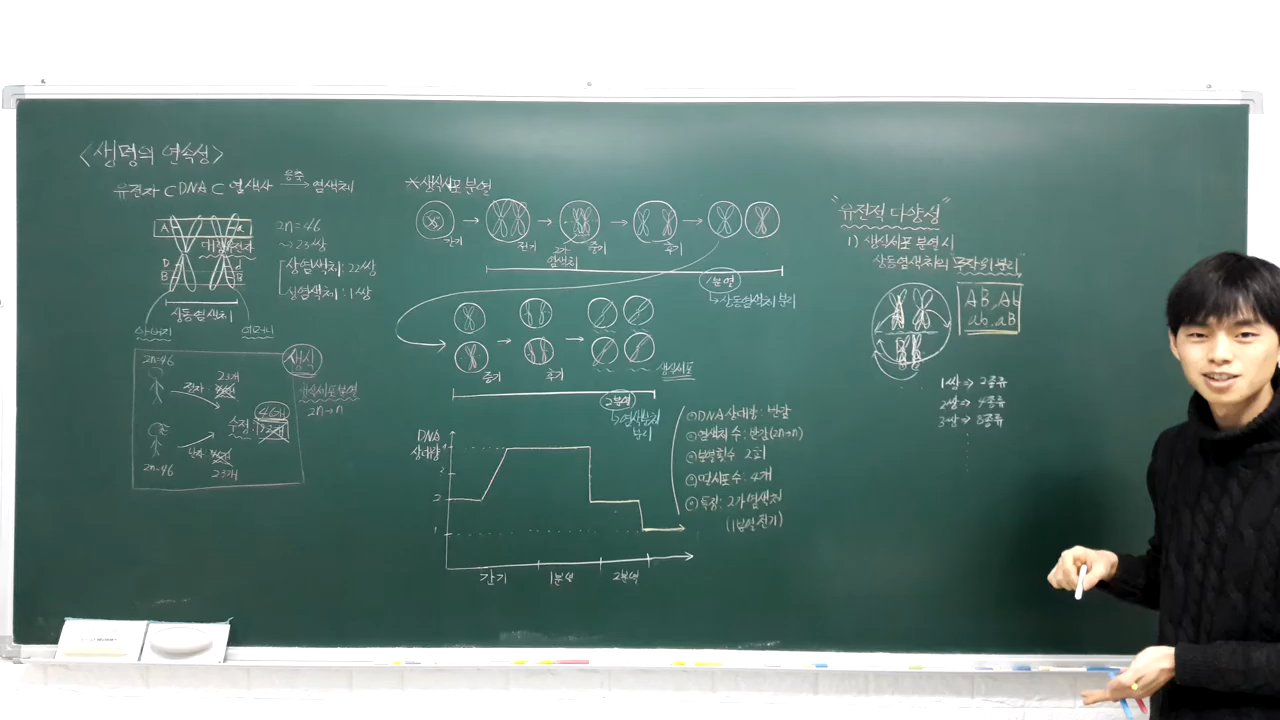 <생명의 연속성>
유전자 ⊂ DNA ⊂ 염색사 응축→ 염색체
A a
대립유전자
D d
B B
상동염색체
아버지 어머니
2n=46
~23쌍
상염색체: 22쌍
성염색체: 1쌍
생식
2n=46
정자 23개
수정 46개
난자
23개
2n=46
생식세포분열
2n→n
※생식세포 분열
간기 → 전기 → 중기 → 후기
2가
염색체
1분열
↳상동염색체 분리
중기 후기
생식세포
2분열
↳염색분체
분리
DNA
상대량
4
2
2
1
간기 1분열 2분열
DNA 상대량: 반감
염색체 수: 반감(2n→n)
분열횟수 2회
딸세포수: 4개
특징: 2가 염색체
(1분열 전기)
"유전적 다양성"
1) 생식세포 분열 시
상동염색체의 무작위 분리
AB, Ab
ab, aB
1쌍 ⇒ 2종류
2쌍 ⇒ 4종류
3쌍 ⇒ 8종류